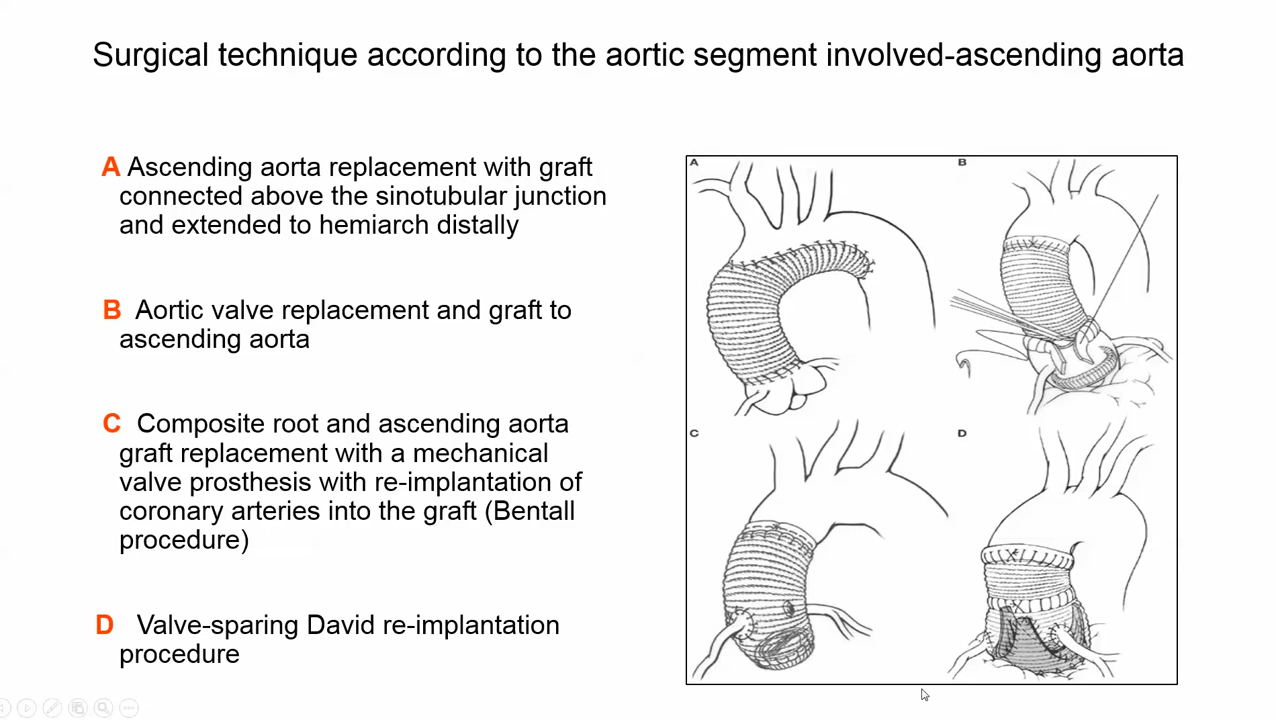 Surgical technique according to the aortic segment involved-ascending aorta
A Ascending aorta replacement with graft
connected above the sinotubular junction
and extended to hemiarch distally
B Aortic valve replacement and graft to
ascending aorta
C Composite root and ascending aorta
graft replacement with a mechanical
valve prosthesis with re-implantation of
coronary arteries into the graft (Bentall
procedure)
D Valve-sparing David re-implantation
procedure
A
B
C
D